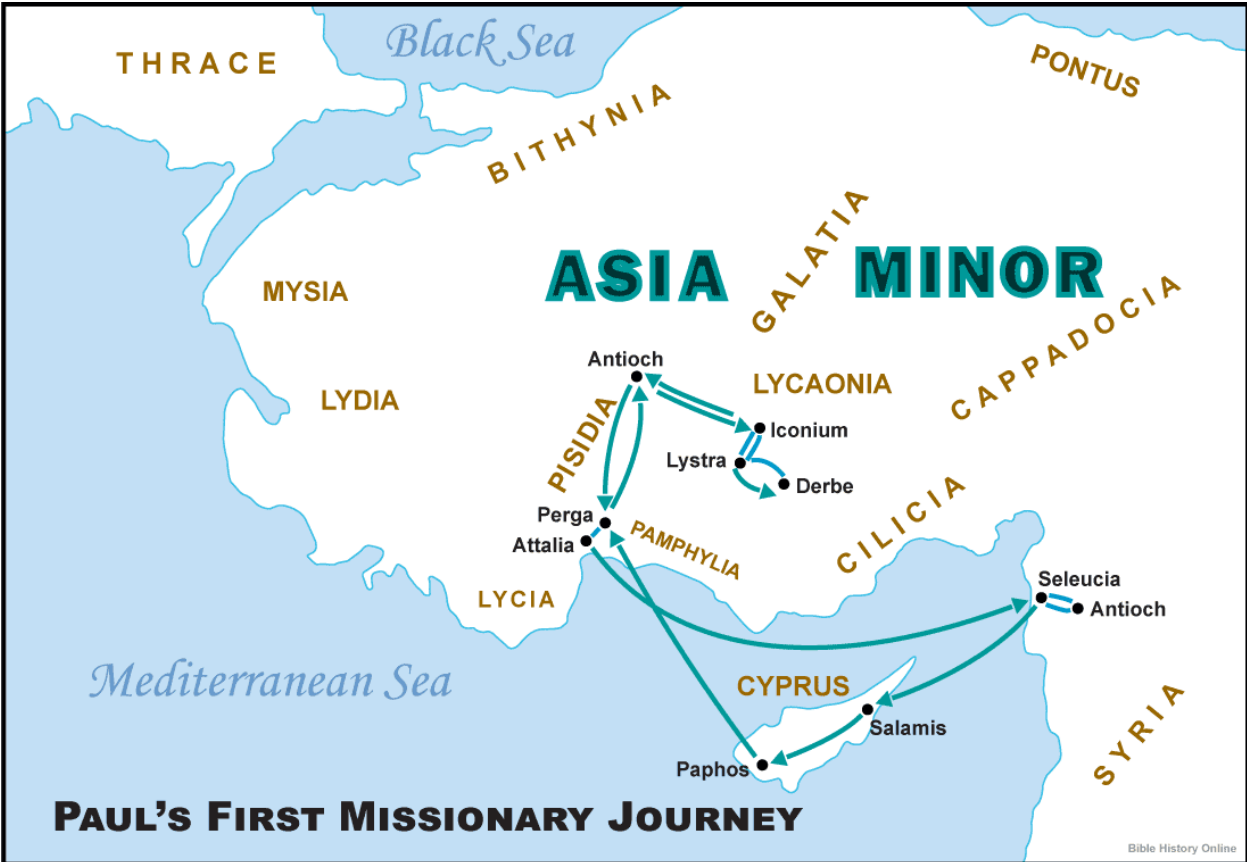 Black Sea
THRACE
PONTUS
BITHYNIA
GALATIA
ASIA MINOR
MYSIA
CAPPADOCIA
Antioch
LYCAONIA
LYDIA
PISIDIA
Iconium
Lystra
Derbe
Perga
PAMPHYLIA
CILICIA
Attalia
LYCIA
Seleucia
Antioch
Mediterranean Sea
CYPRUS
Salamis
SYRIA
Paphos
PAUL'S FIRST MISSIONARY JOURNEY
Bible History Online